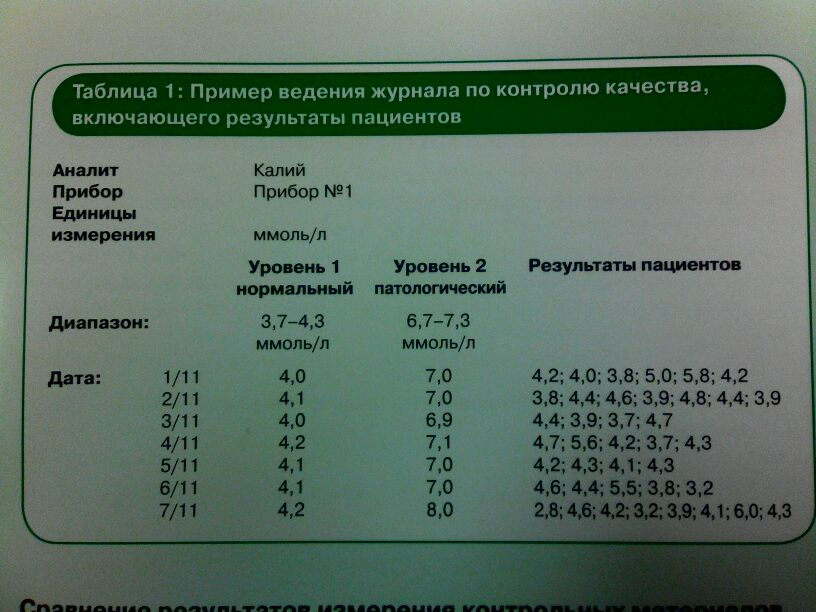 Таблица 1: Пример ведения журнала по контролю качества,
включающего результаты пациентов
Аналит Калий
Прибор Прибор №1
Единицы
измерения ммоль/л
Уровень 1 Уровень 2 Результаты пациентов
нормальный патологический
Диапазон: 3,7–4,3 6,7–7,3
ммоль/л ммоль/л
Дата: 1/11 4,0 7,0 4,2; 4,0; 3,8; 5,0; 5,8; 4,2
2/11 4,1 7,0 3,8; 4,4; 4,6; 3,9; 4,8; 4,4; 3,9
3/11 4,0 6,9 4,4; 3,9; 3,7; 4,7
4/11 4,2 7,1 4,7; 5,6; 4,2; 3,7; 4,3
5/11 4,1 7,0 4,2; 4,3; 4,1; 4,3
6/11 4,1 7,0 4,6; 4,4; 5,5; 3,8; 3,2
7/11 4,2 8,0 2,8; 4,6; 4,2; 3,2; 3,9; 4,1; 6,0; 4,3
Сравнение результатов измерения контрольных материалов